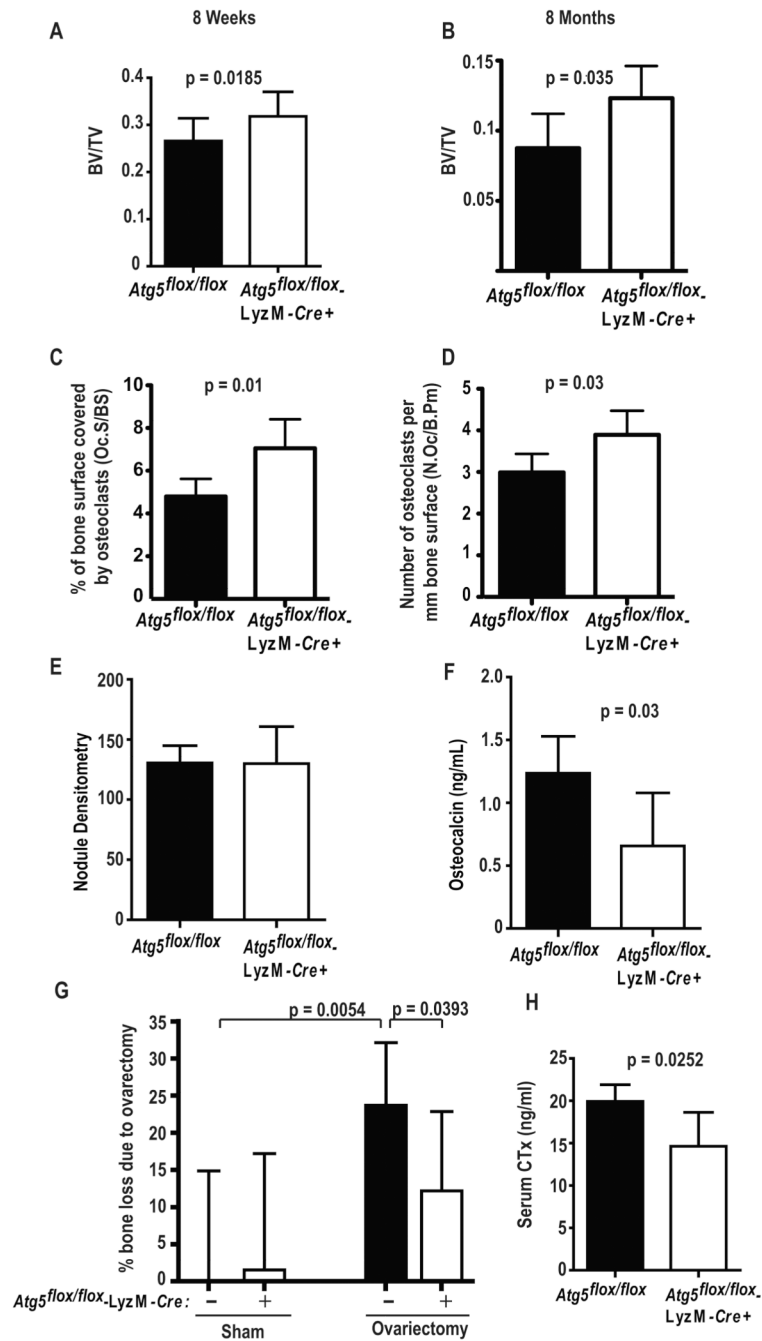 8 Weeks
8 Months
A
p = 0.0185
BV/TV
0.4
0.3
0.2
0.1
0
Atg5flox/flox
Atg5flox/flox-
LyzM-Cre+
B
p = 0.035
BV/TV
0.15
0.10
0.05
Atg5flox/flox
Atg5flox/flox-
LyzM-Cre+
C
p = 0.01
% of bone surface covered
by osteoclasts (Oc.S/BS)
10
8
6
4
2
0
Atg5flox/flox
Atg5flox/flox-
LyzM-Cre+
D
p = 0.03
Number of osteoclasts per
mm bone surface (N.Oc/B.Pm)
5
4
3
2
1
0
Atg5flox/flox
Atg5flox/flox-
LyzM-Cre+
E
Nodule Densitometry
200
150
100
50
0
Atg5flox/flox
Atg5flox/flox-
LyzM-Cre+
F
p = 0.03
Osteocalcin (ng/mL)
2.0
1.5
1.0
0.5
0
Atg5flox/flox
Atg5flox/flox-
LyzM-Cre+
G
p = 0.0054
p = 0.0393
% bone loss due to ovarectomy
35
30
25
20
15
10
5
0
Atg5flox/flox-LyzM-Cre: − + − +
Sham
Ovariectomy
H
p = 0.0252
Serum CTx (ng/ml)
25
20
15
10
5
0
Atg5flox/flox
Atg5flox/flox-
LyzM-Cre+